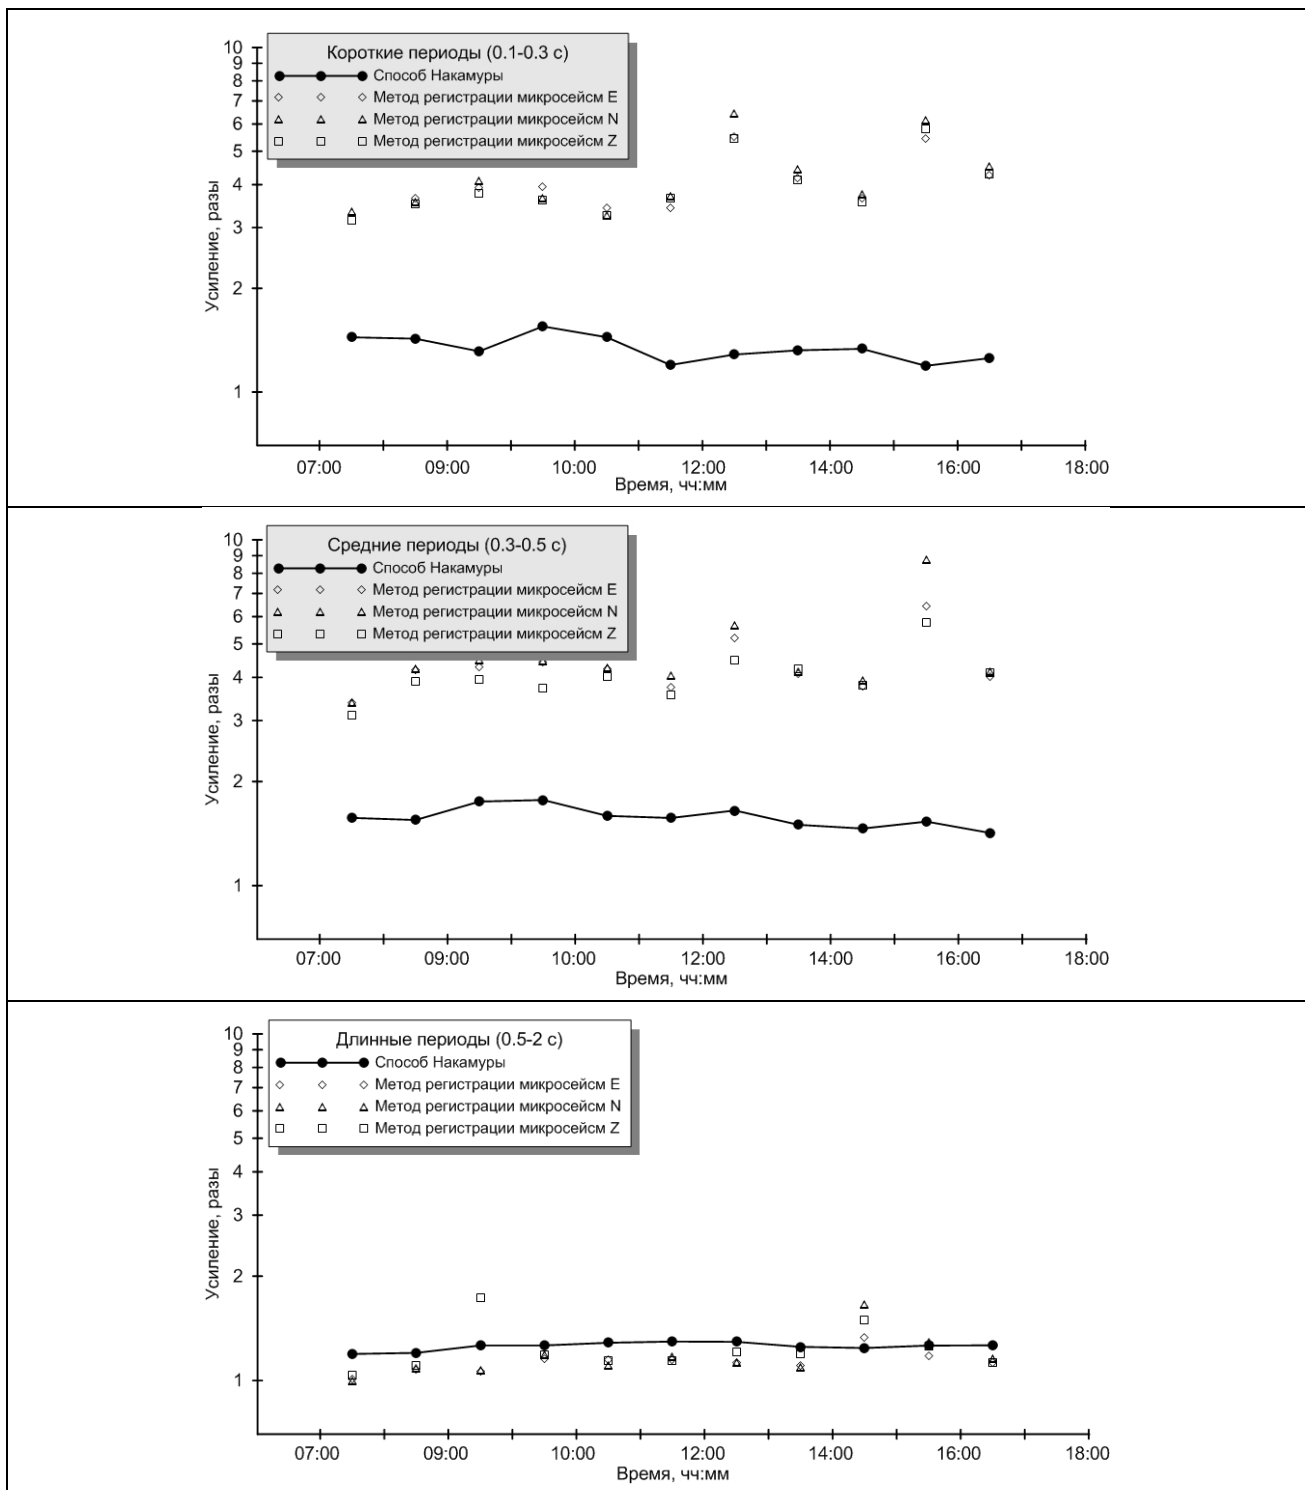 Короткие периоды (0.1-0.3 с)
Способ Накамуры
Метод регистрации микросейсм E
Метод регистрации микросейсм N
Метод регистрации микросейсм Z
10
9
8
7
6
5
4
3
2
1
Усиление, разы
07:00 09:00 10:00 12:00 14:00 16:00 18:00
Время, чч:мм
Средние периоды (0.3-0.5 с)
Способ Накамуры
Метод регистрации микросейсм E
Метод регистрации микросейсм N
Метод регистрации микросейсм Z
10
9
8
7
6
5
4
3
2
1
Усиление, разы
07:00 09:00 10:00 12:00 14:00 16:00 18:00
Время, чч:мм
Длинные периоды (0.5-2 с)
Способ Накамуры
Метод регистрации микросейсм E
Метод регистрации микросейсм N
Метод регистрации микросейсм Z
10
9
8
7
6
5
4
3
2
1
Усиление, разы
07:00 09:00 10:00 12:00 14:00 16:00 18:00
Время, чч:мм